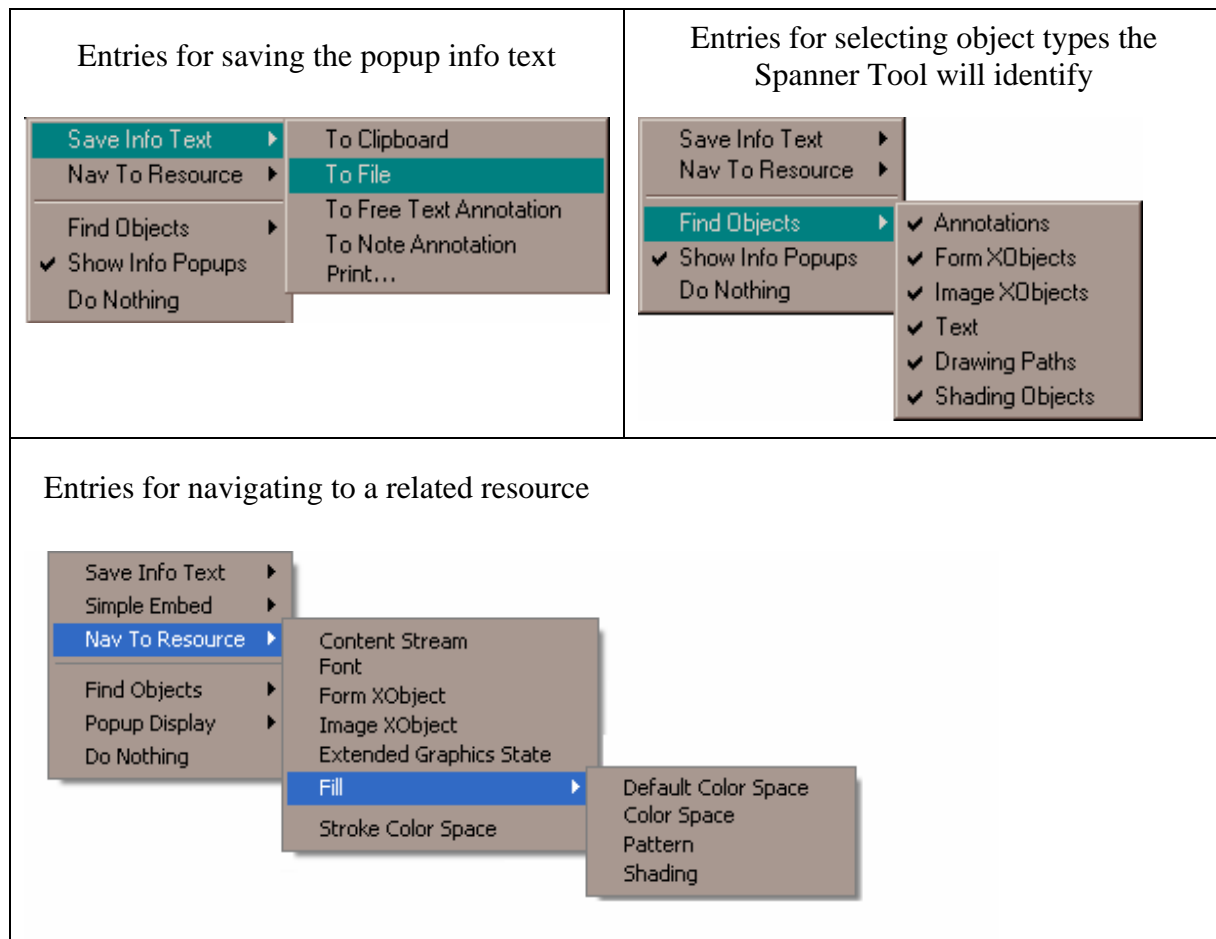 Entries for saving the popup info text
Save Info Text
Nav To Resource
Find Objects
Show Info Popups
Do Nothing
To Clipboard
To File
To Free Text Annotation
To Note Annotation
Print...
Entries for selecting object types the
Spanner Tool will identify
Save Info Text
Nav To Resource
Find Objects
Show Info Popups
Do Nothing
Annotations
Form XObjects
Image XObjects
Text
Drawing Paths
Shading Objects
Entries for navigating to a related resource
Save Info Text
Simple Embed
Nav To Resource
Find Objects
Popup Display
Do Nothing
Content Stream
Font
Form XObject
Image XObject
Extended Graphics State
Fill
Stroke Color Space
Default Color Space
Color Space
Pattern
Shading